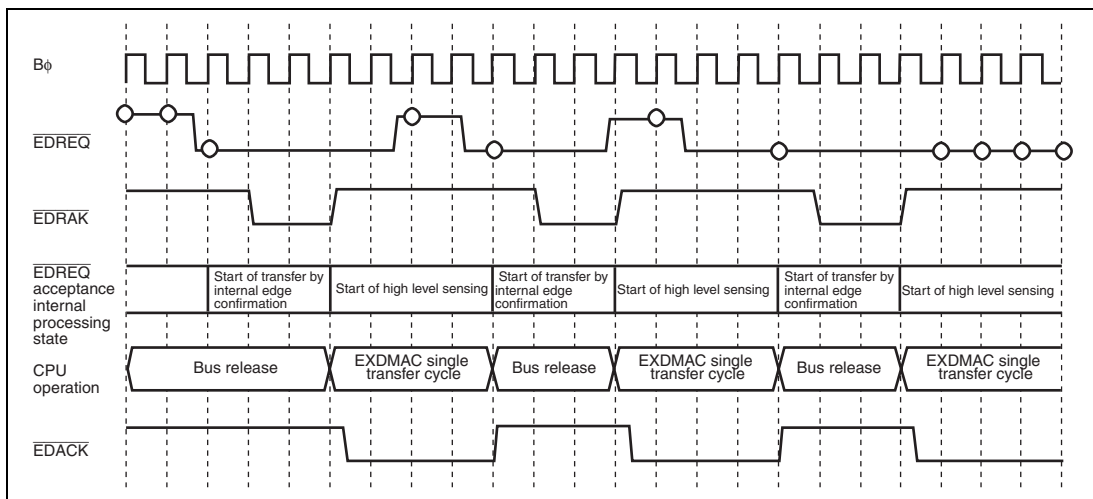 Bϕ
EDREQ
EDRAK
EDREQ
acceptance
internal
processing
state
Start of transfer by
internal edge
confirmation
Start of high level sensing
Start of transfer by
internal edge
confirmation
Start of high level sensing
Start of transfer by
internal edge
confirmation
Start of high level sensing
CPU
operation
Bus release
EXDMAC single
transfer cycle
Bus release
EXDMAC single
transfer cycle
Bus release
EXDMAC single
transfer cycle
EDACK